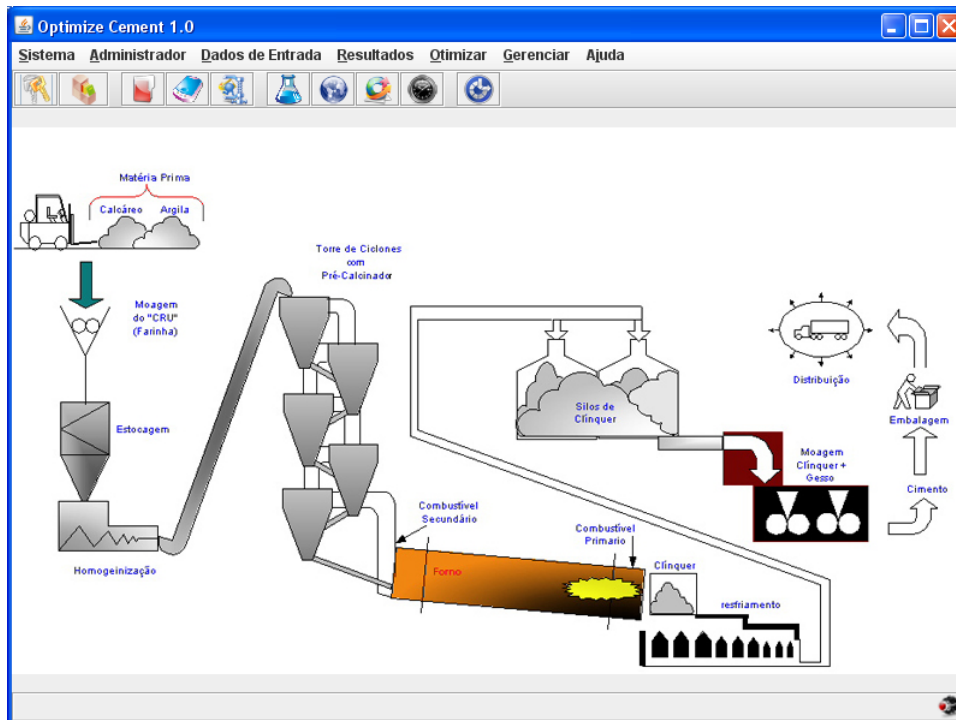 Optimize Cement 1.0
Sistema Administrador Dados de Entrada Resultados Otimizar Gerenciar Ajuda
Matéria Prima
Calcáreo Argila
Torre de Ciclones
com
Pré-Calcinador
Moagem
do "CRU"
(Farinha)
Estocagem
Homogeinização
Combustível
Secundário
Forno
Combustível
Primario
Clínquer
resfriamento
Silos de
Clínquer
Moagem
Clínquer +
Gesso
Cimento
Embalagem
Distribuição